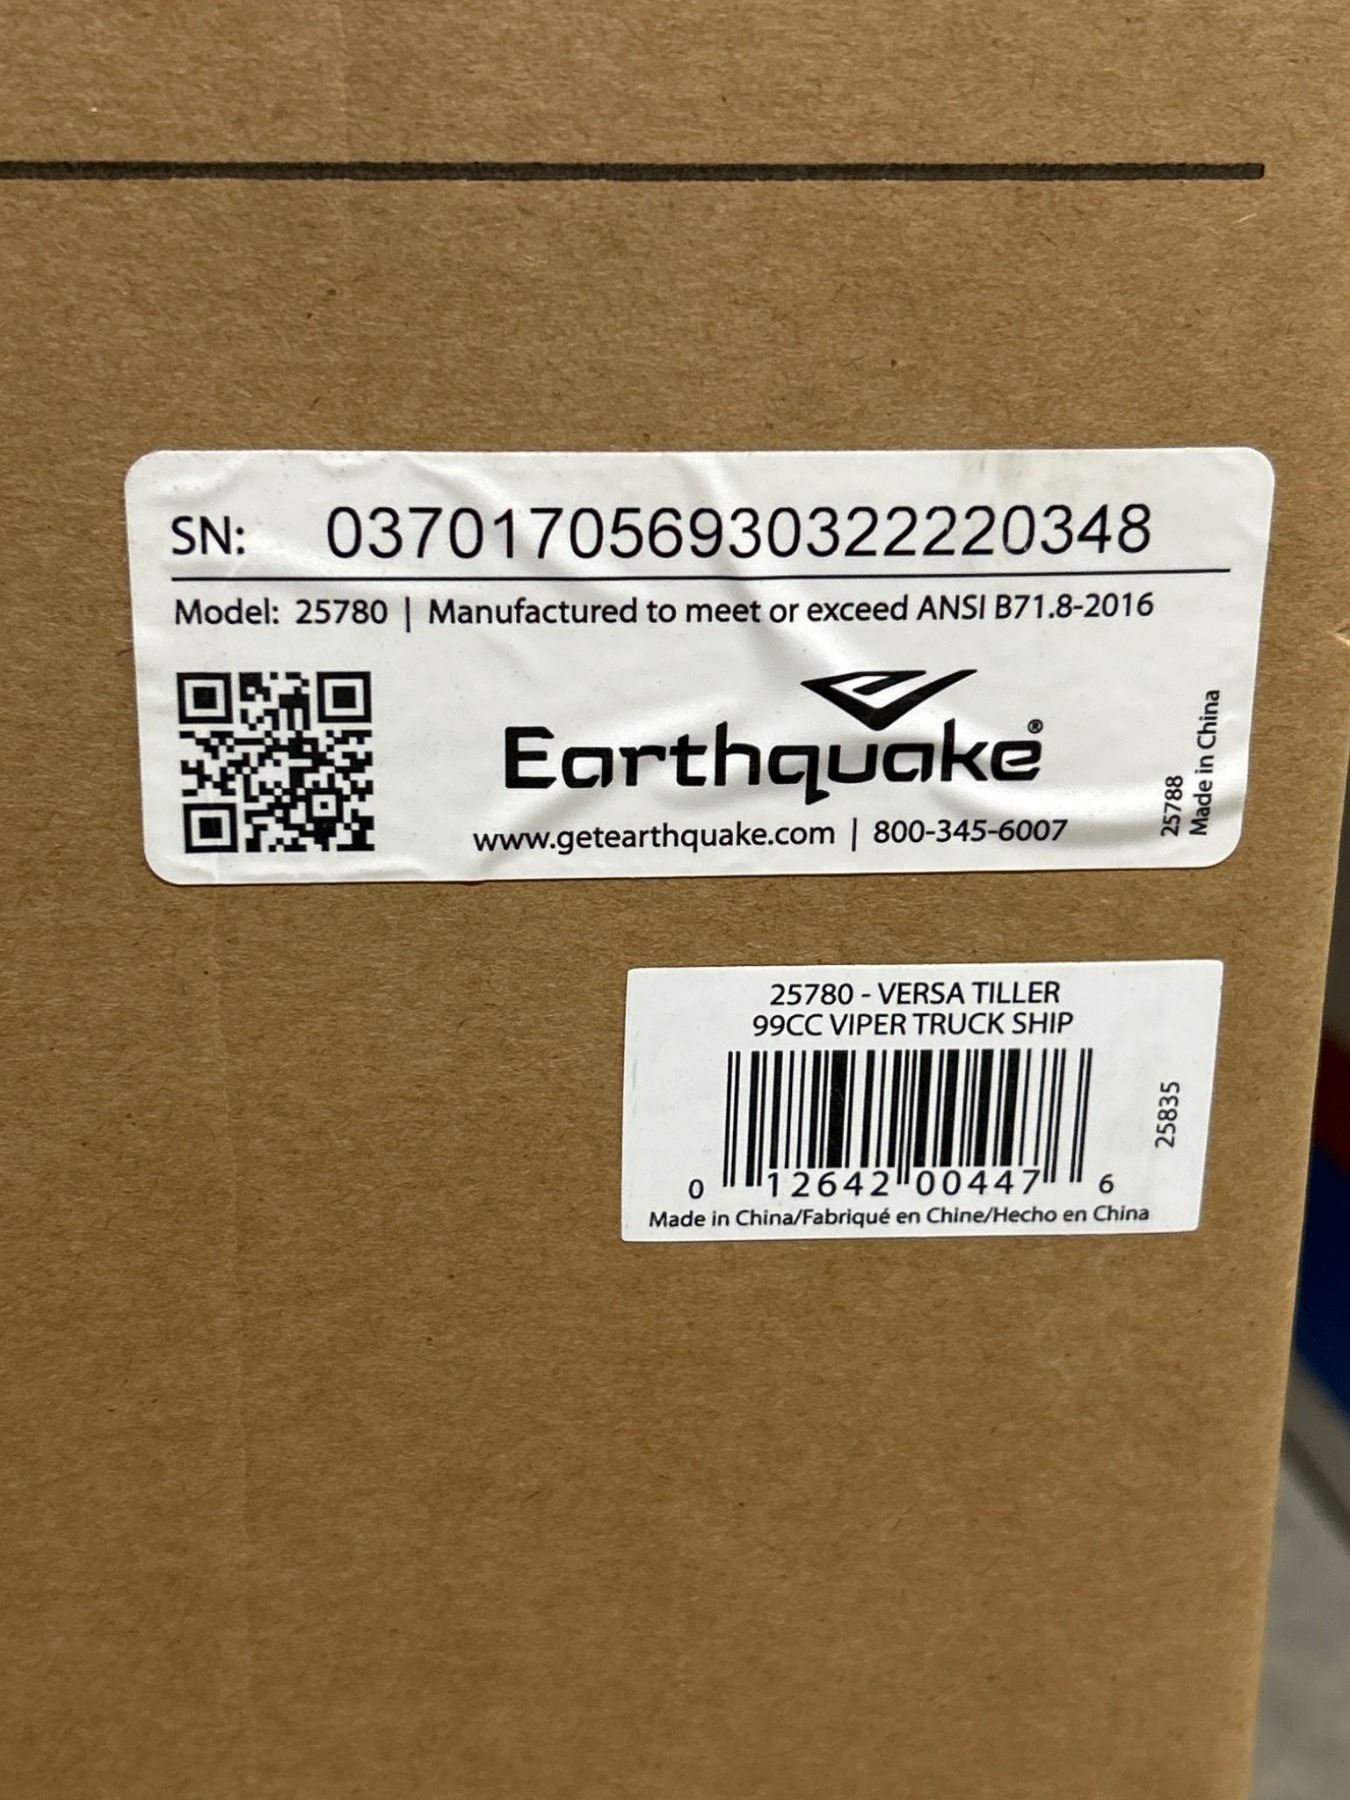 SN: 037017056930322220348
Model: 25780 | Manufactured to meet or exceed ANSI B71.8-2016
Earthquake®
www.getearthquake.com | 800-345-6007
25788
Made in China
25780 - VERSA TILLER
99CC VIPER TRUCK SHIP
0 12642 00447 6
25835
Made in China/Fabriqué en Chine/Hecho en China